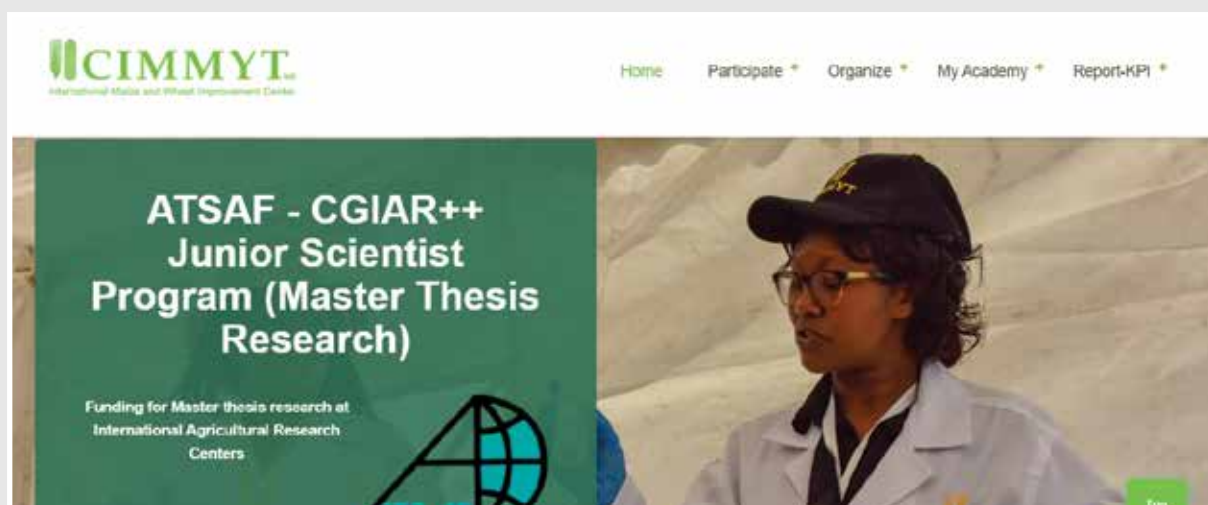 CIMMYT
International Maize and Wheat Improvement Center
Home Participate + Organize + My Academy + Report-KPI +
ATSAF - CGIAR++
Junior Scientist
Program (Master Thesis
Research)
Funding for Master thesis research at
International Agricultural Research
Centers